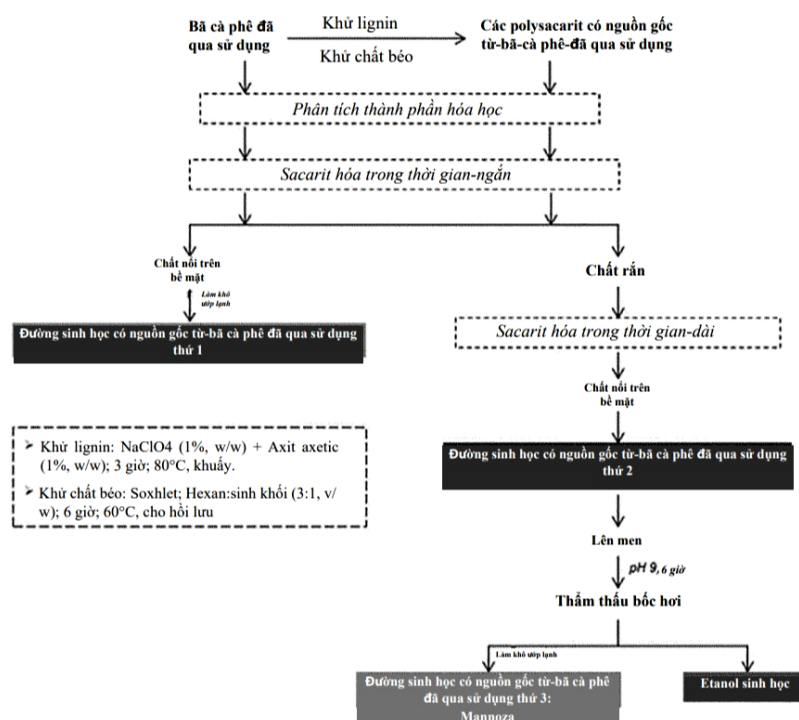 Bã cà phê đã
qua sử dụng
Khử lignin
Khử chất béo
Các polysacarit có nguồn gốc
từ-bã-cà phê-đã qua sử dụng
Phân tích thành phần hóa học
Sacarit hóa trong thời gian-ngắn
Chất nổi trên
bề mặt
Làm khô
ướp lạnh
Đường sinh học có nguồn gốc từ-bã cà phê đã qua sử dụng
thứ 1
Chất rắn
Sacarit hóa trong thời gian-dài
Chất nổi trên
bề mặt
Đường sinh học có nguồn gốc từ-bã cà phê đã qua sử dụng
thứ 2
➢ Khử lignin: NaClO4 (1%, w/w) + Axit axetic
(1%, w/w); 3 giờ; 80°C, khuấy.
➢ Khử chất béo: Soxhlet; Hexan:sinh khối (3:1, v/
w); 6 giờ; 60°C, cho hồi lưu
Lên men
pH 9, 6 giờ
Thẩm thấu bốc hơi
Làm khô ướp lạnh
Đường sinh học có nguồn gốc từ-bã cà phê
đã qua sử dụng thứ 3:
Mannoza
Etanol sinh học